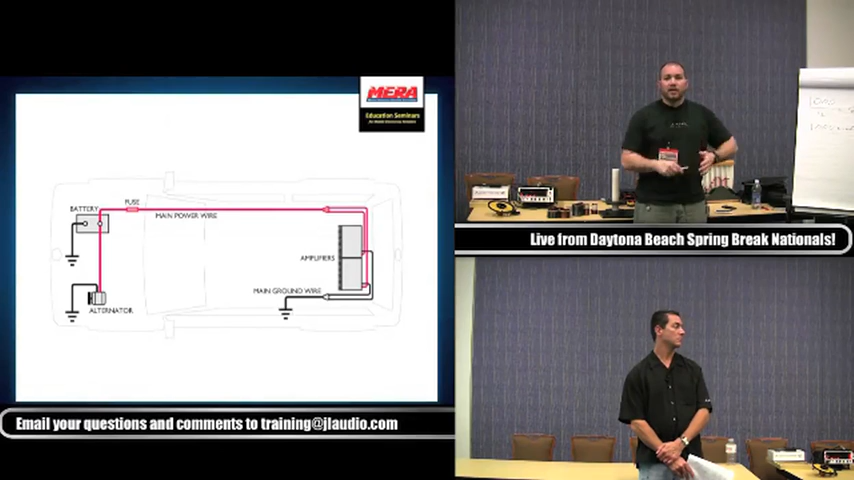 MERA
Education Seminars
BATTERY
FUSE
MAIN POWER WIRE
AMPLIFIERS
MAIN GROUND WIRE
ALTERNATOR
Email your questions and comments to training@jlaudio.com
Live from Daytona Beach Spring Break Nationals!